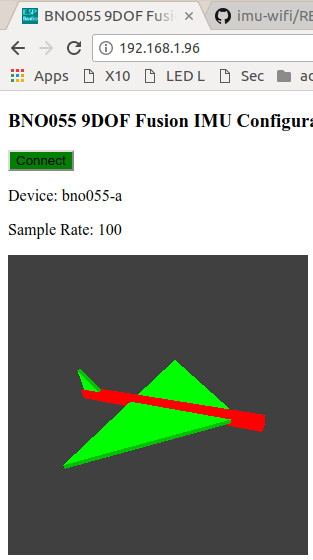 BNO055 9DOF Fus
imu-wifi/RE
192.168.1.96
Apps X10 LED L Sec ac
BNO055 9DOF Fusion IMU Configura
Connect
Device: bno055-a
Sample Rate: 100